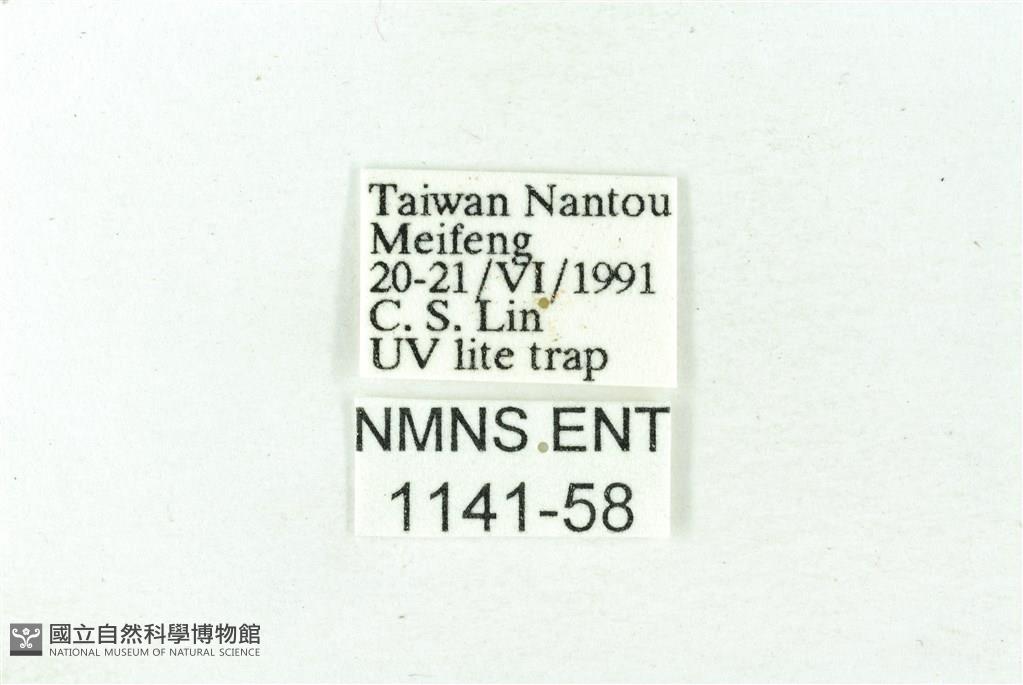 Taiwan Nantou
Meifeng
20-21/VI/1991
C. S. Lin
UV lite trap
NMNS ENT
1141-58
國立自然科學博物館
NATIONAL MUSEUM OF NATURAL SCIENCE